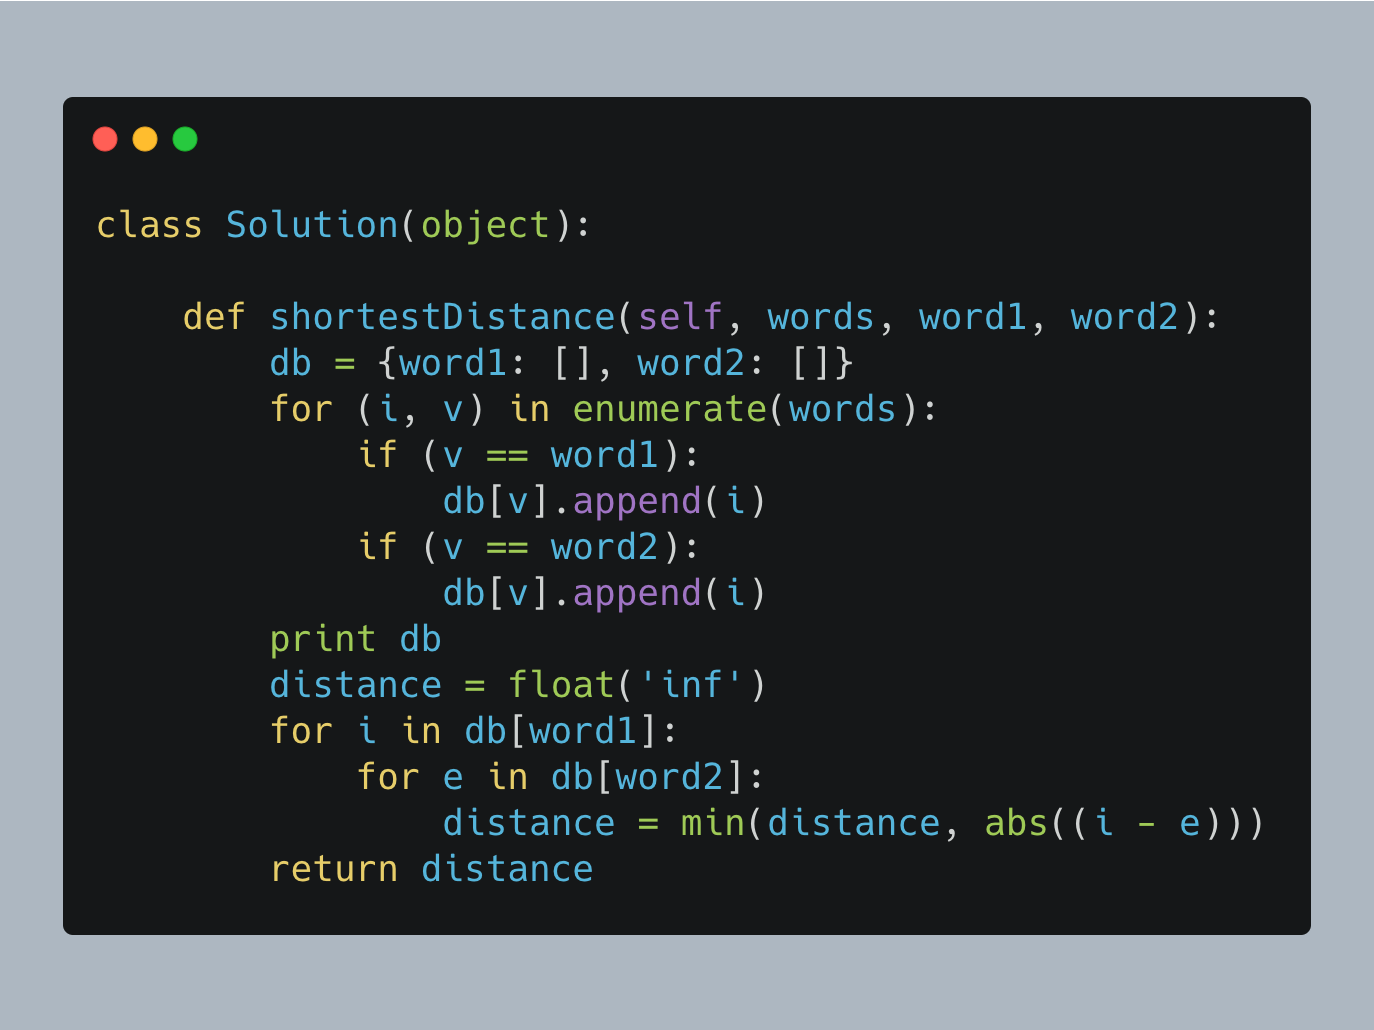 class Solution(object):

    def shortestDistance(self, words, word1, word2):
        db = {word1: [], word2: []}
        for (i, v) in enumerate(words):
            if (v == word1):
                db[v].append(i)
            if (v == word2):
                db[v].append(i)
        print db
        distance = float('inf')
        for i in db[word1]:
            for e in db[word2]:
                distance = min(distance, abs((i - e)))
        return distance